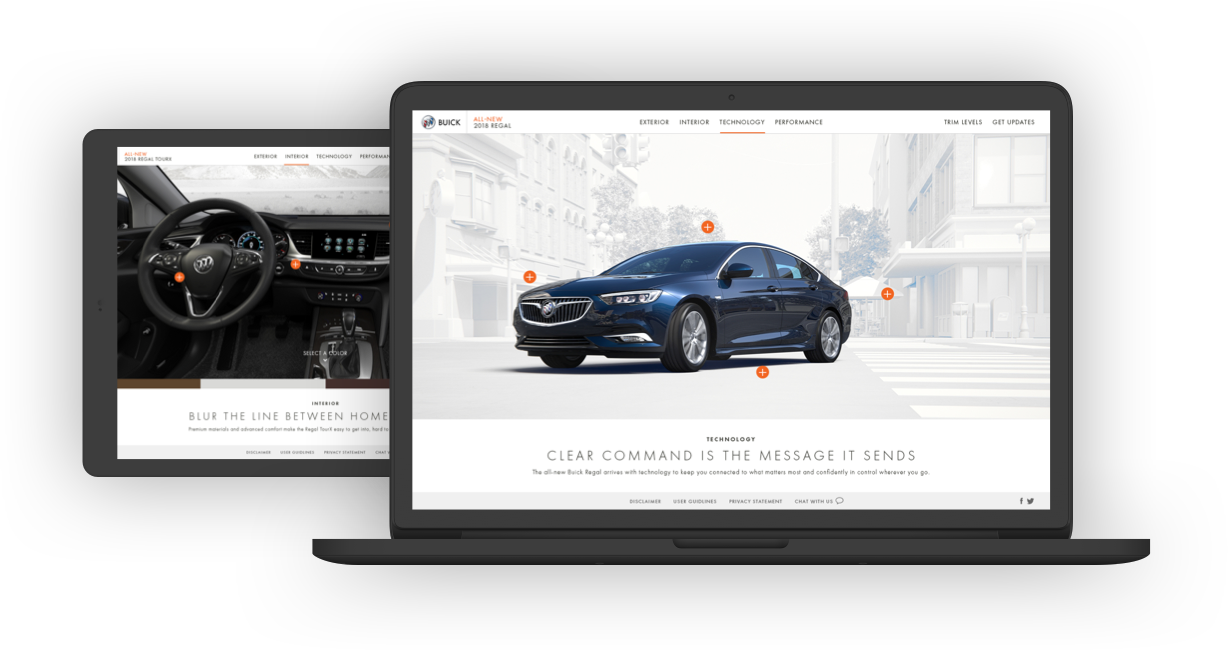 BUICK
ALL-NEW
2018 REGAL
EXTERIOR INTERIOR TECHNOLOGY PERFORMANCE
TRIM LEVELS GET UPDATES
TECHNOLOGY
CLEAR COMMAND IS THE MESSAGE IT SENDS
The all-new Buick Regal arrives with technology to keep you connected to what matters most and confidently in control wherever you go.
DISCLAIMER USER GUIDLINES PRIVACY STATEMENT CHAT WITH US
ALL-NEW
2018 REGAL TOURX
EXTERIOR INTERIOR TECHNOLOGY PERFORMAN
SELECT A COLOR
INTERIOR
BLUR THE LINE BETWEEN HOME
Premium materials and advanced comfort make the Regal TourX easy to get into, hard to
DISCLAIMER USER GUIDLINES PRIVACY STATEMENT CHAT